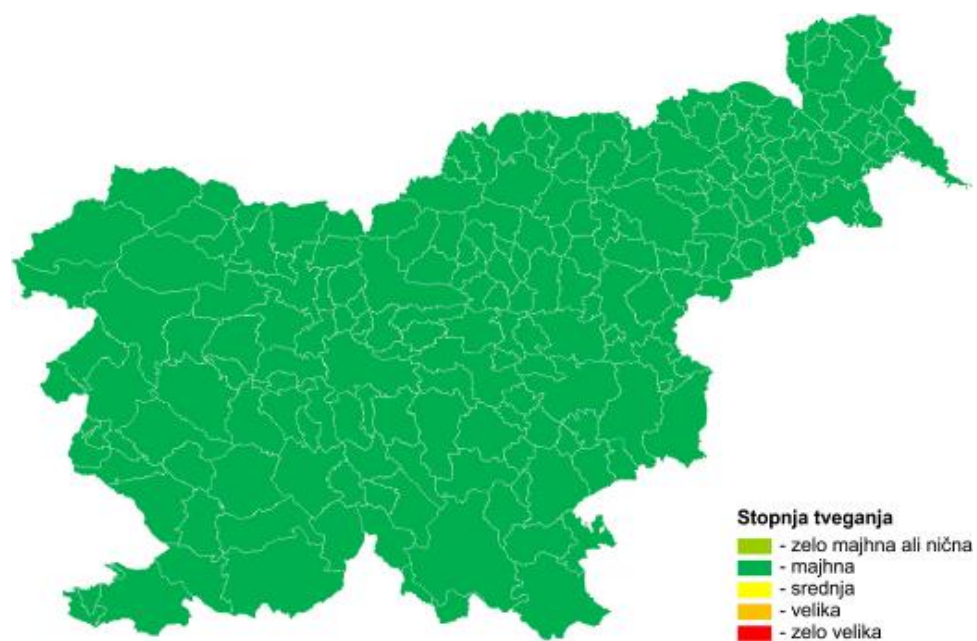 Stopnja tveganja
- zelo majhna ali nična
- majhna
- srednja
- velika
- zelo velika